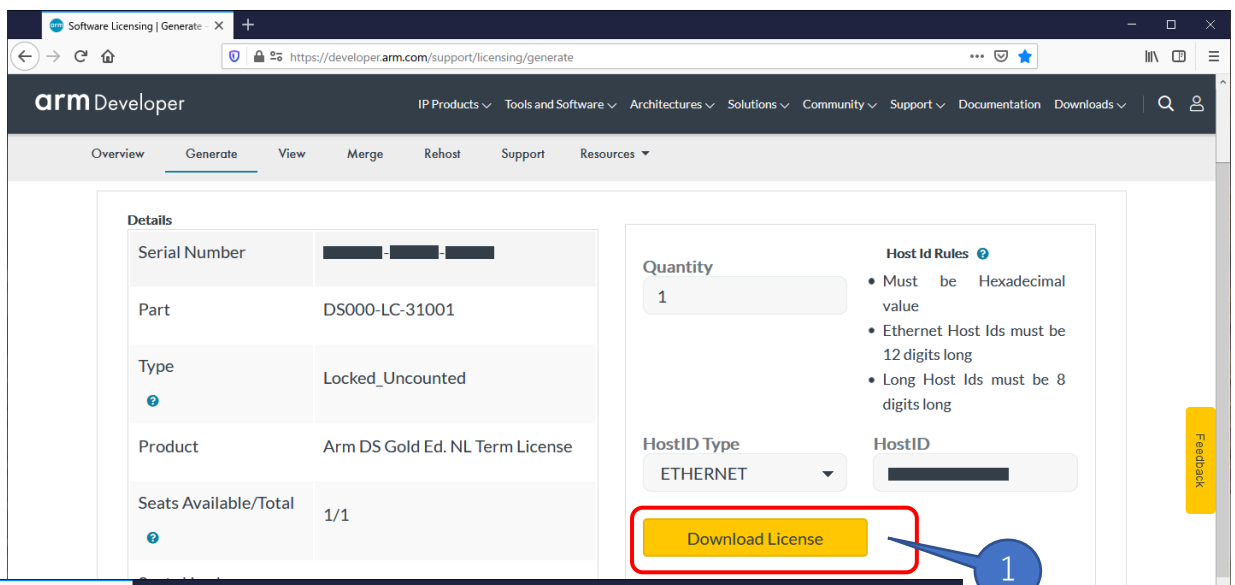 Software Licensing | Generate -
https://developer.arm.com/support/licensing/generate
arm Developer
IP Products Tools and Software Architectures Solutions Community Support Documentation Downloads
Overview Generate View Merge Rehost Support Resources
Details
Serial Number
Part DS000-LC-31001
Type Locked_Uncounted
Product Arm DS Gold Ed. NL Term License
Seats Available/Total 1/1
Quantity
1
Host Id Rules
Must be Hexadecimal
value
Ethernet Host Ids must be
12 digits long
Long Host Ids must be 8
digits long
HostID Type HostID
ETHERNET
Download License
1
Feedback